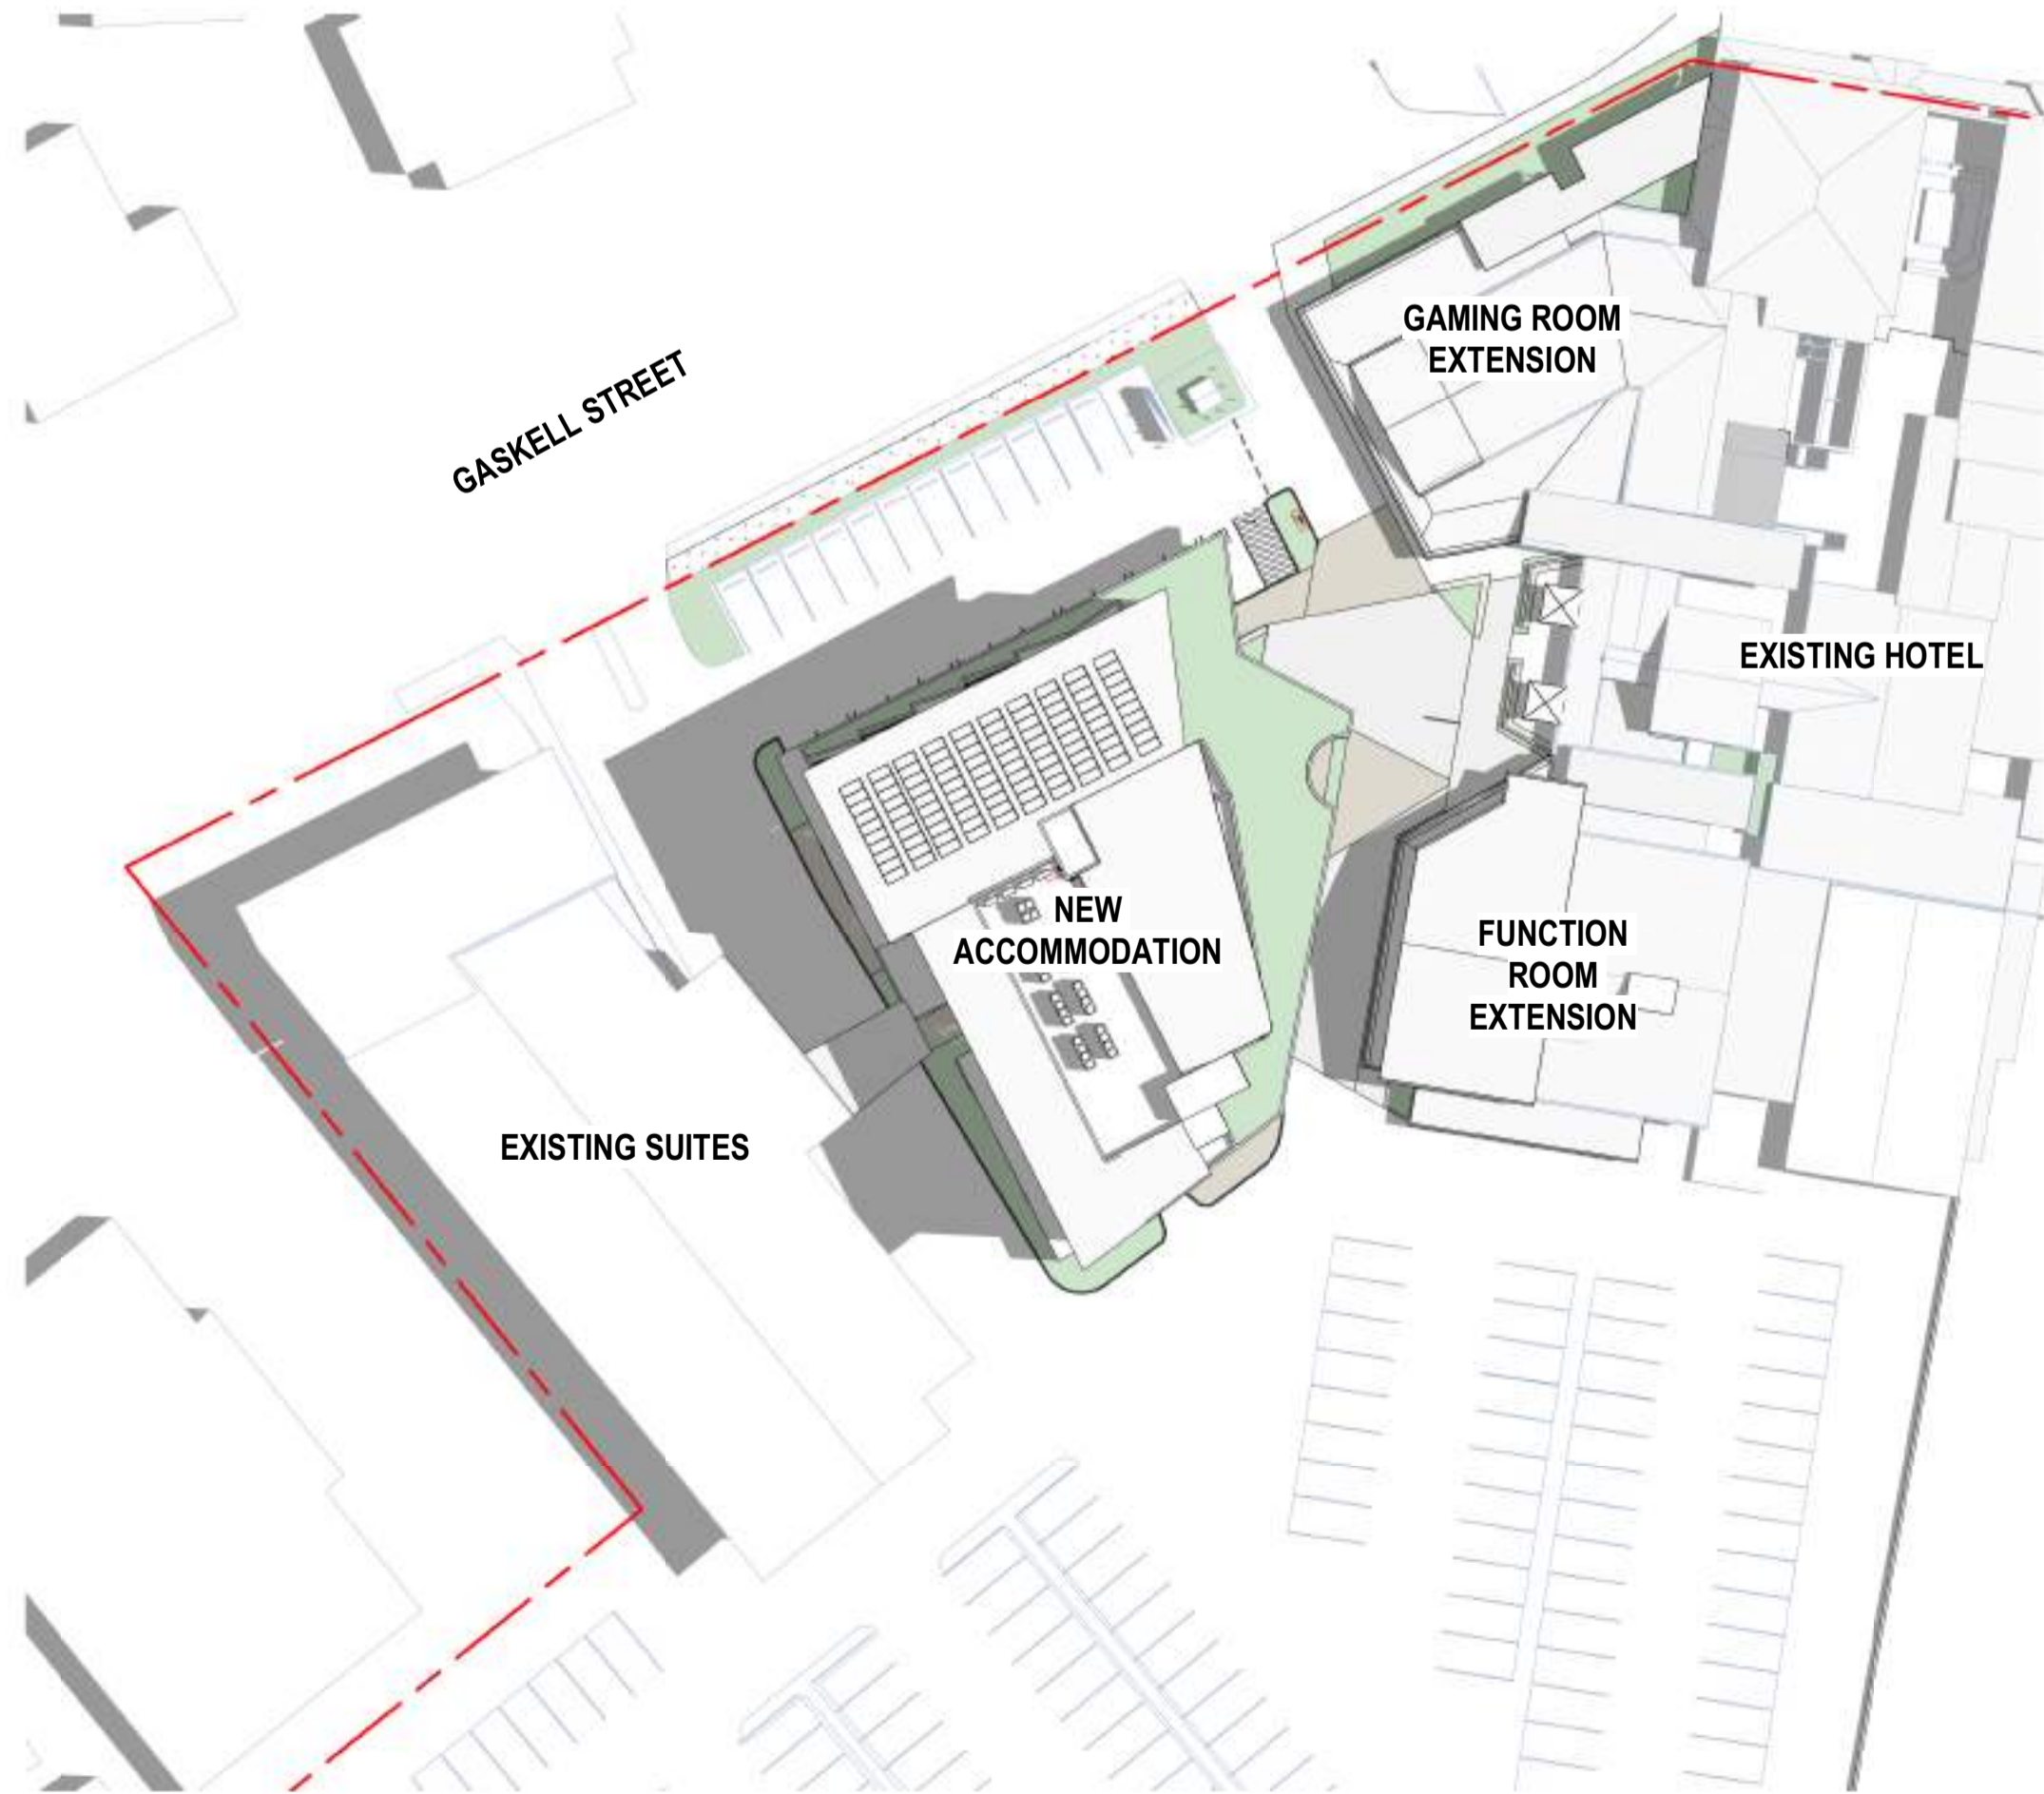 GAMING ROOM
EXTENSION
GASKELL STREET
EXISTING HOTEL
NEW
ACCOMMODATION
FUNCTION
ROOM
EXTENSION
EXISTING SUITES